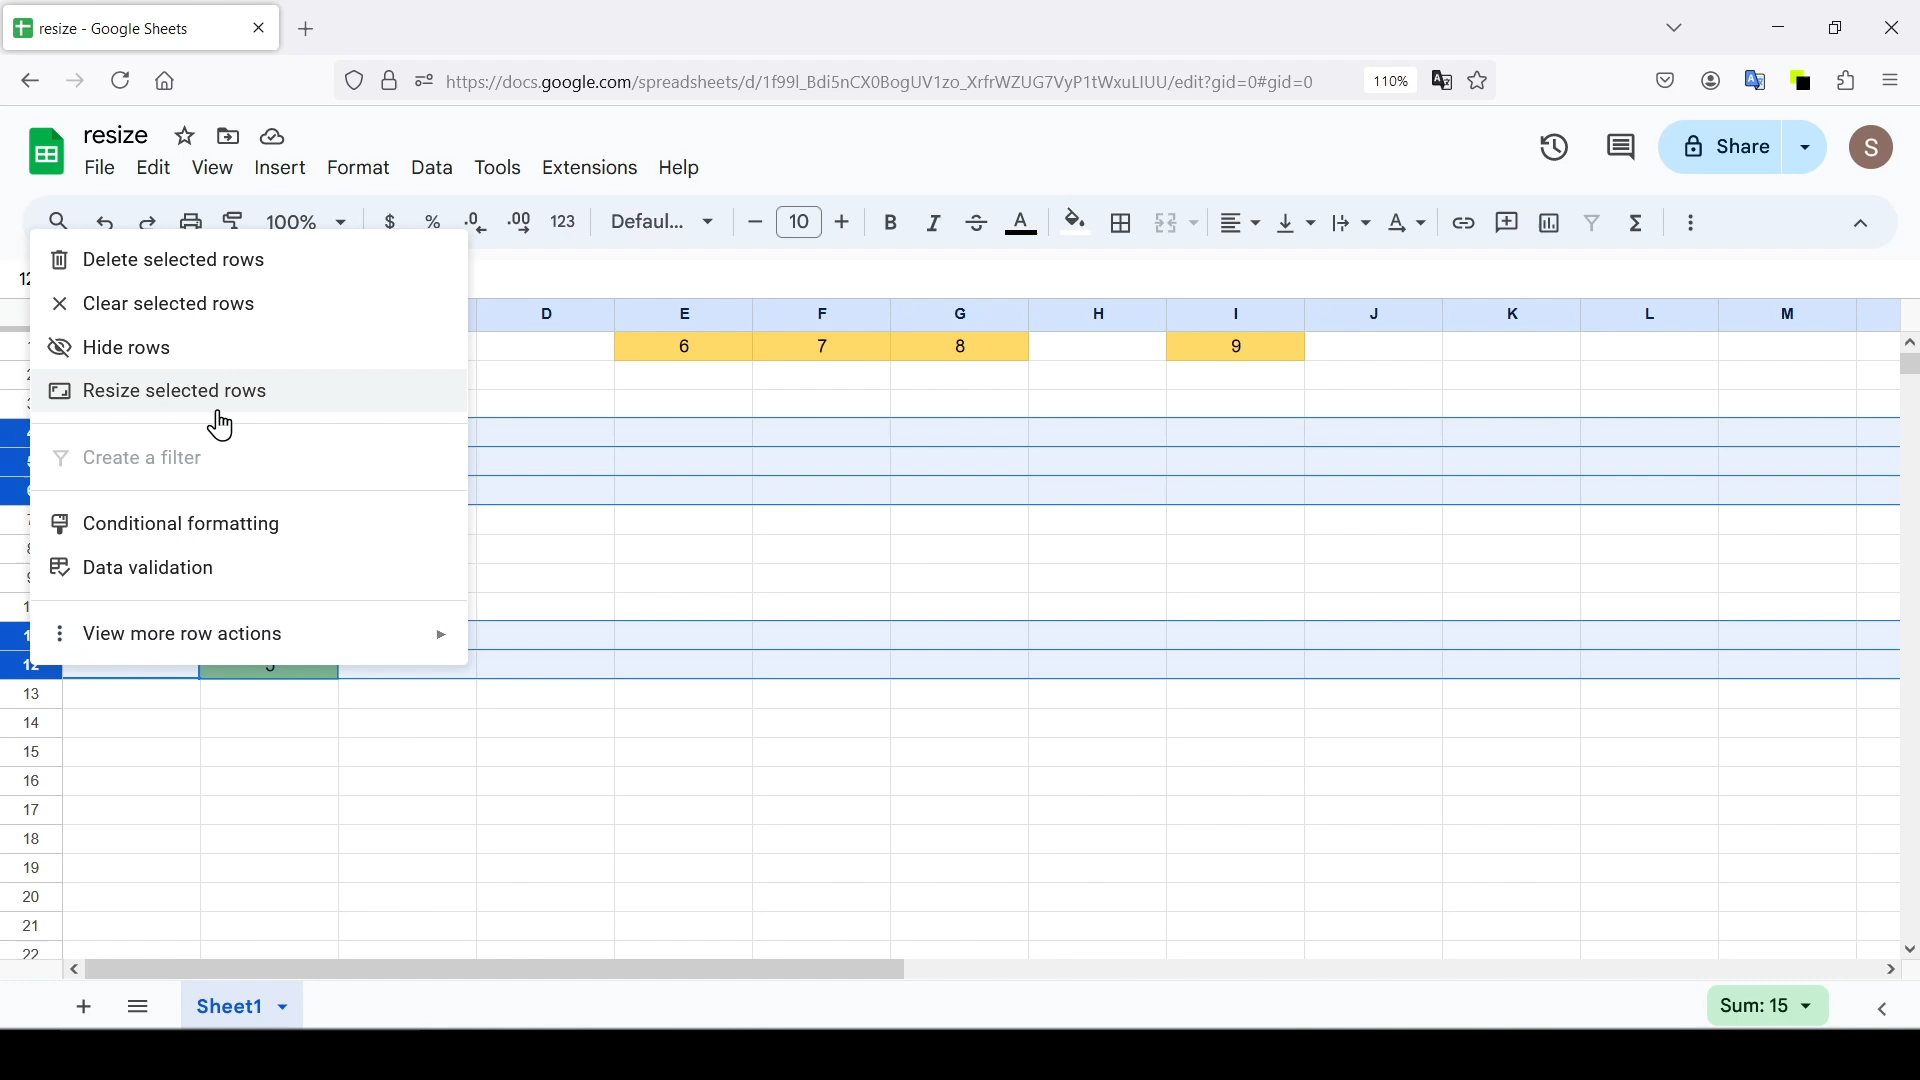 resize - Google Sheets
https://docs.google.com/spreadsheets/d/1f99l_Bdi5nCX0BogUV1zo_XrfrWZUG7VyP1tWxuLIUU/edit?gid=0#gid=0 110%
resize
File Edit View Insert Format Data Tools Extensions Help
Share S
100% $ % .0 .00 123 Defaul... 10 B I S A
Delete selected rows
Clear selected rows
Hide rows
Resize selected rows
Create a filter
Conditional formatting
Data validation
View more row actions
D E F G H I J K L M
6 7 8 9
12
13
14
15
16
17
18
19
20
21
22
Sheet1 Sum: 15